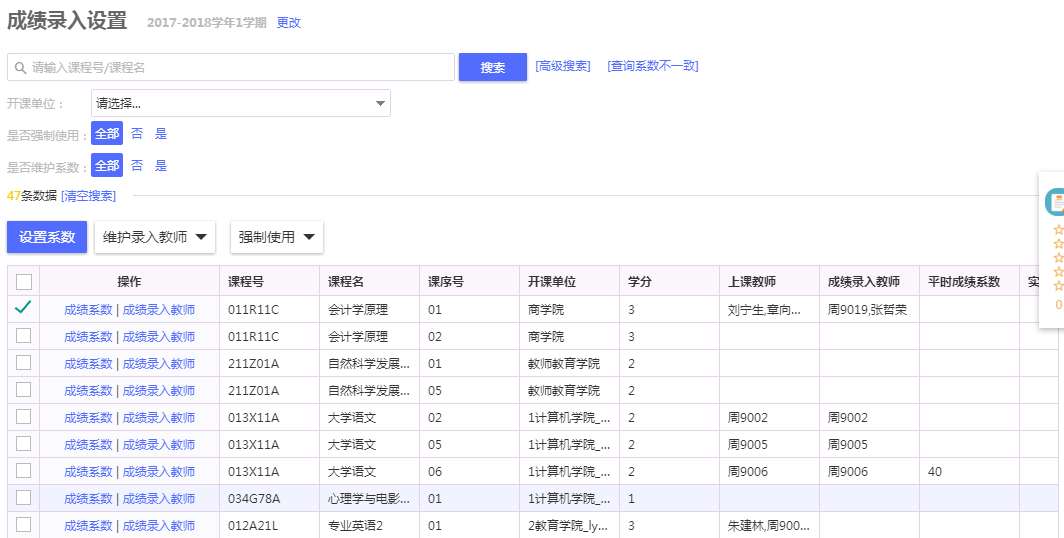 成绩录入设置 2017-2018学年1学期 更改
请输入课程号/课程名 搜索 [高级搜索] [查询系数不一致]
开课单位： 请选择...
是否强制使用： 全部 否 是
是否维护系数： 全部 否 是
47条数据 [清空搜索]
设置系数 维护录入教师 强制使用
操作 课程号 课程名 课序号 开课单位 学分 上课教师 成绩录入教师 平时成绩系数 实
成绩系数 | 成绩录入教师 011R11C 会计学原理 01 商学院 3 刘宁生,章向... 周9019,张哲荣
成绩系数 | 成绩录入教师 011R11C 会计学原理 02 商学院 3
成绩系数 | 成绩录入教师 211Z01A 自然科学发展... 01 教师教育学院 2
成绩系数 | 成绩录入教师 211Z01A 自然科学发展... 05 教师教育学院 2
成绩系数 | 成绩录入教师 013X11A 大学语文 02 1计算机学院_... 2 周9002 周9002
成绩系数 | 成绩录入教师 013X11A 大学语文 05 1计算机学院_... 2 周9005 周9005
成绩系数 | 成绩录入教师 013X11A 大学语文 06 1计算机学院_... 2 周9006 周9006 40
成绩系数 | 成绩录入教师 034G78A 心理学与电影... 01 1计算机学院_... 1
成绩系数 | 成绩录入教师 012A21L 专业英语2 01 2教育学院_ly... 3 朱建林,周900...
0